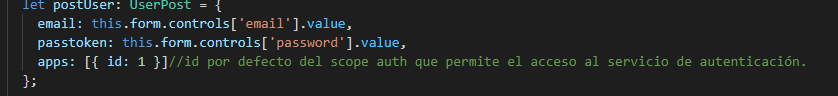 let postUser: UserPost = {
email: this.form.controls['email'].value,
passtoken: this.form.controls['password'].value,
apps: [{ id: 1 }]//id por defecto del scope auth que permite el acceso al servicio de autenticación.
};